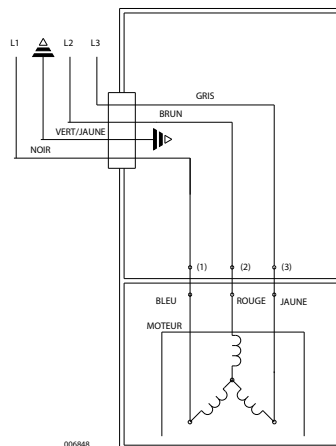 L1 L2 L3
GRIS
BRUN
VERT/JAUNE
NOIR
(1) (2) (3)
BLEU ROUGE JAUNE
MOTEUR
006848